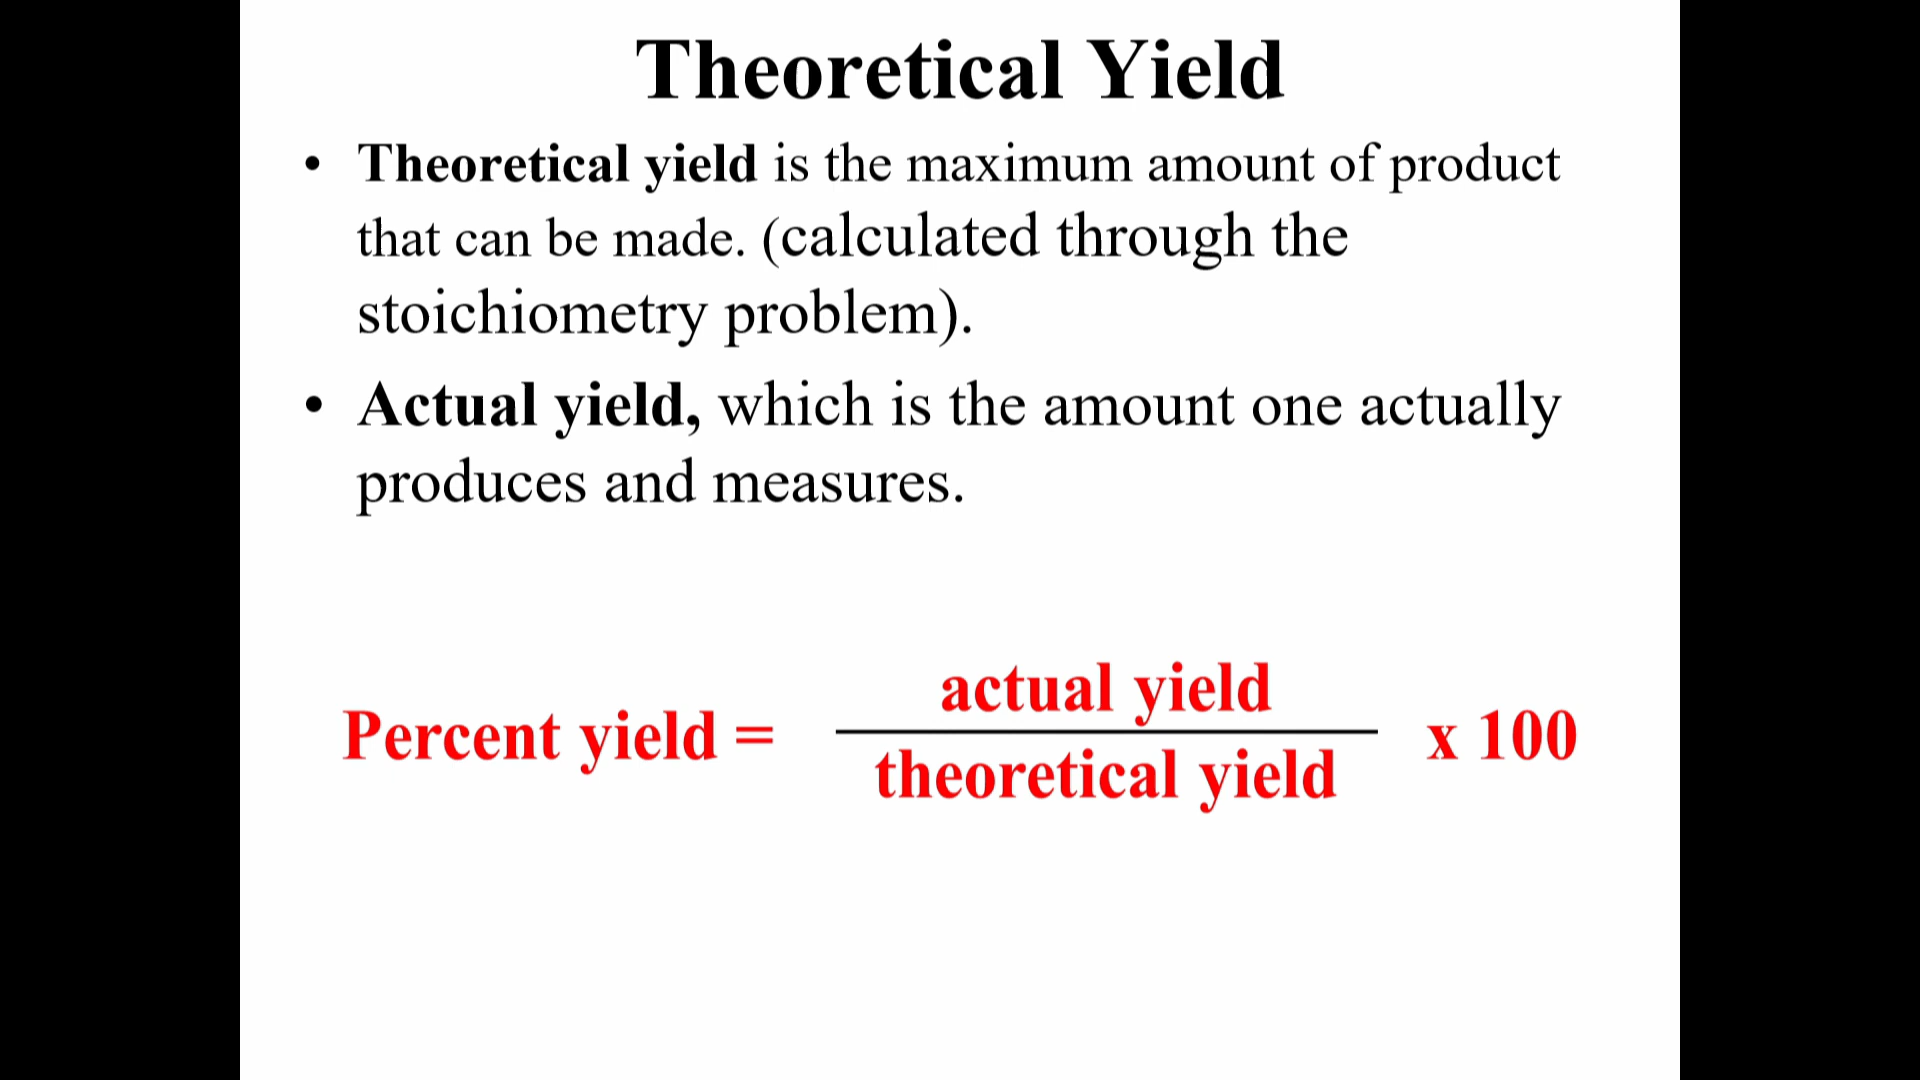 Theoretical Yield
• Theoretical yield is the maximum amount of product
that can be made. (calculated through the
stoichiometry problem).
• Actual yield, which is the amount one actually
produces and measures.
actual yield
Percent yield = x 100
theoretical yield